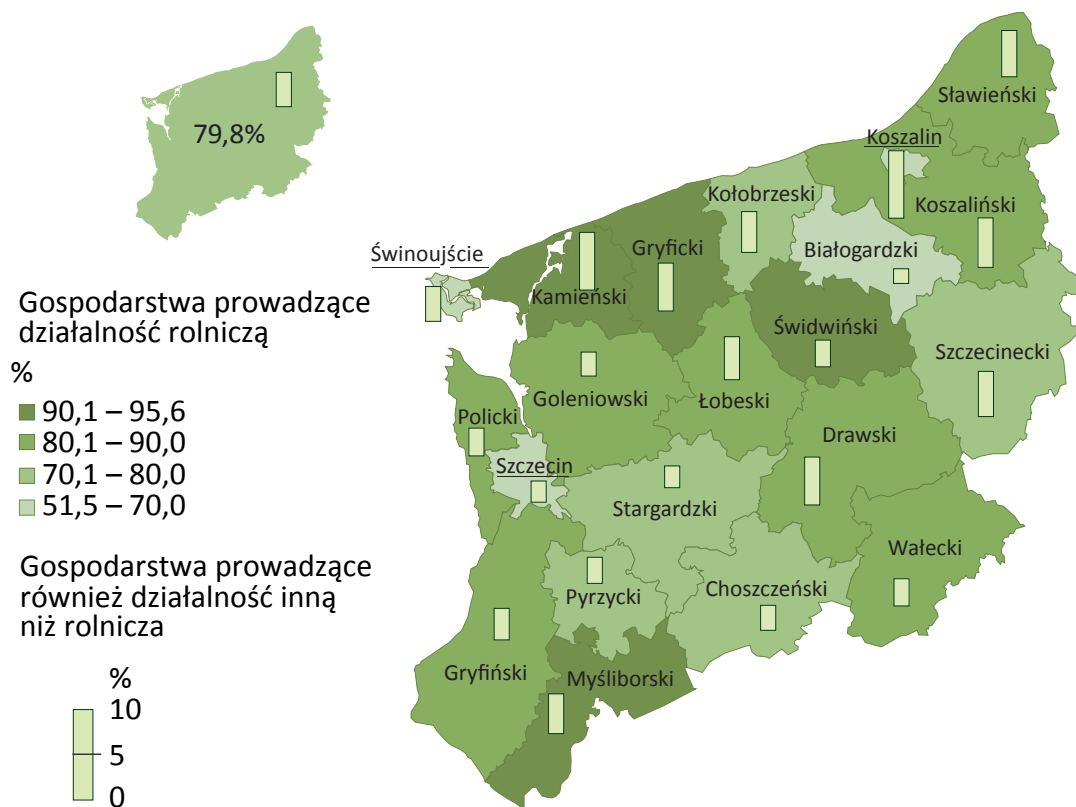 79,8%
Gospodarstwa prowadzące
działalność rolniczą
%
90,1 – 95,6
80,1 – 90,0
70,1 – 80,0
51,5 – 70,0
Gospodarstwa prowadzące
również działalność inną
niż rolnicza
%
10
5
0
Sławieński
Koszalin
Kołobrzeski
Koszaliński
Świnoujście
Gryficki
Białogardzki
Kamieński
Świdwiński
Szczecinecki
Goleniowski
Łobeski
Policki
Drawski
Szczecin
Stargardzki
Wałecki
Pyrzycki
Choszczeński
Gryfiński
Myśliborski